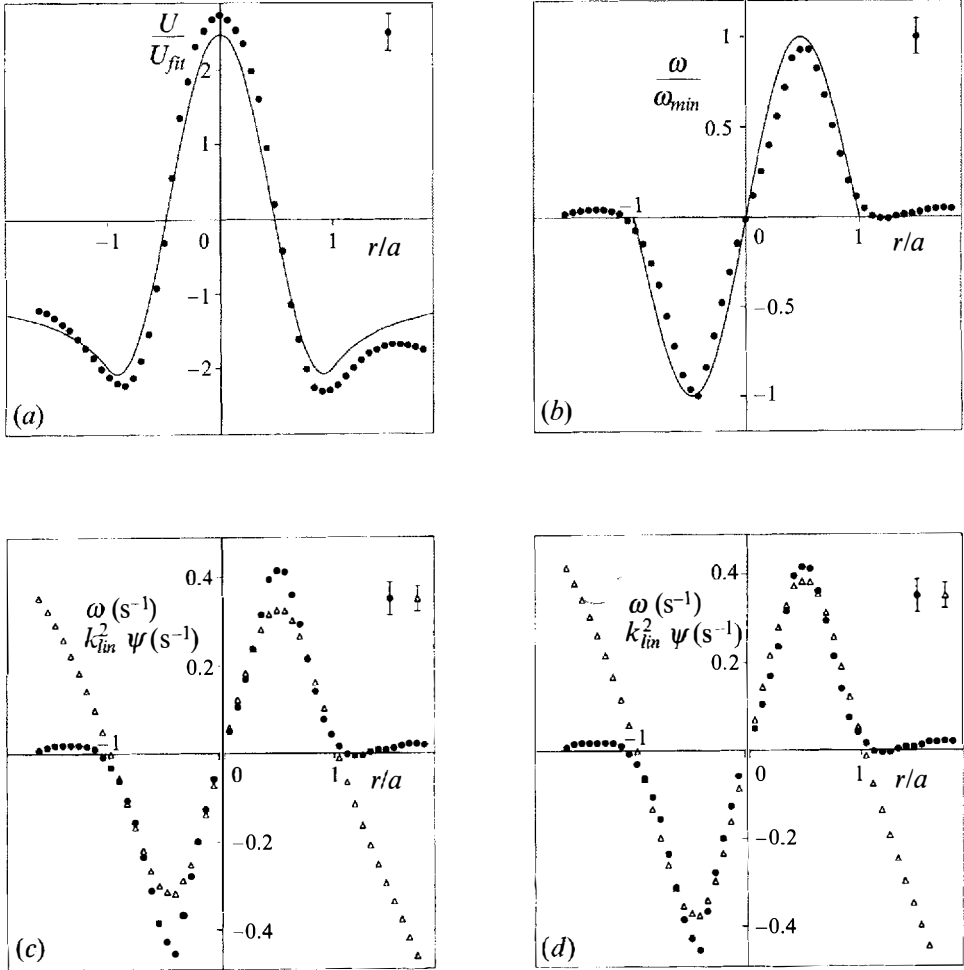 U
U_fit
2
1
−1
0
1
r/a
−1
−2
(a)
1
ω
ω_min
0.5
−1
0
1
r/a
−0.5
−1
(b)
0.4
ω (s⁻¹)
k²_lin ψ (s⁻¹)
0.2
−1
0
1
r/a
−0.2
−0.4
(c)
0.4
ω (s⁻¹)
k²_lin ψ (s⁻¹)
0.2
−1
0
1
r/a
−0.2
−0.4
(d)